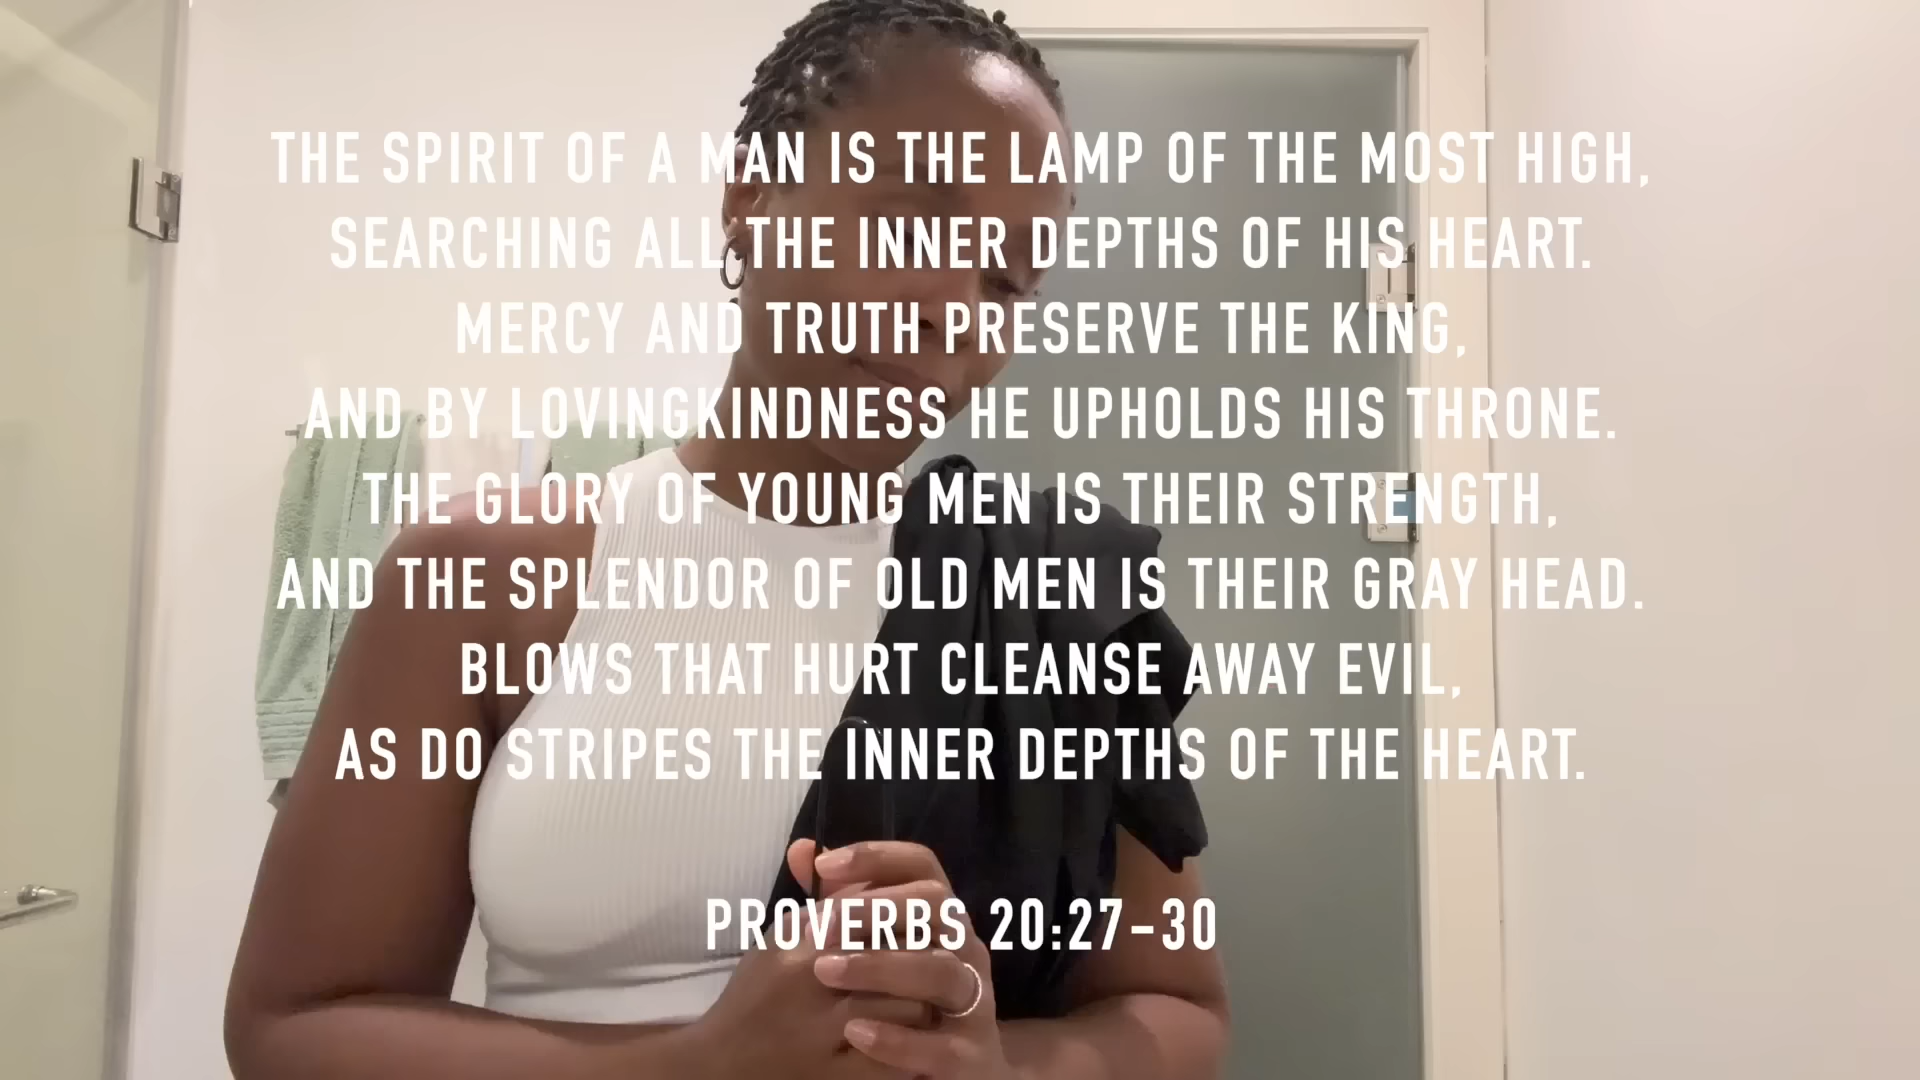 THE SPIRIT OF A MAN IS THE LAMP OF THE MOST HIGH,
SEARCHING ALL THE INNER DEPTHS OF HIS HEART.
MERCY AND TRUTH PRESERVE THE KING,
AND BY LOVINGKINDNESS HE UPHOLDS HIS THRONE.
THE GLORY OF YOUNG MEN IS THEIR STRENGTH,
AND THE SPLENDOR OF OLD MEN IS THEIR GRAY HEAD.
BLOWS THAT HURT CLEANSE AWAY EVIL,
AS DO STRIPES THE INNER DEPTHS OF THE HEART.
PROVERBS 20:27-30